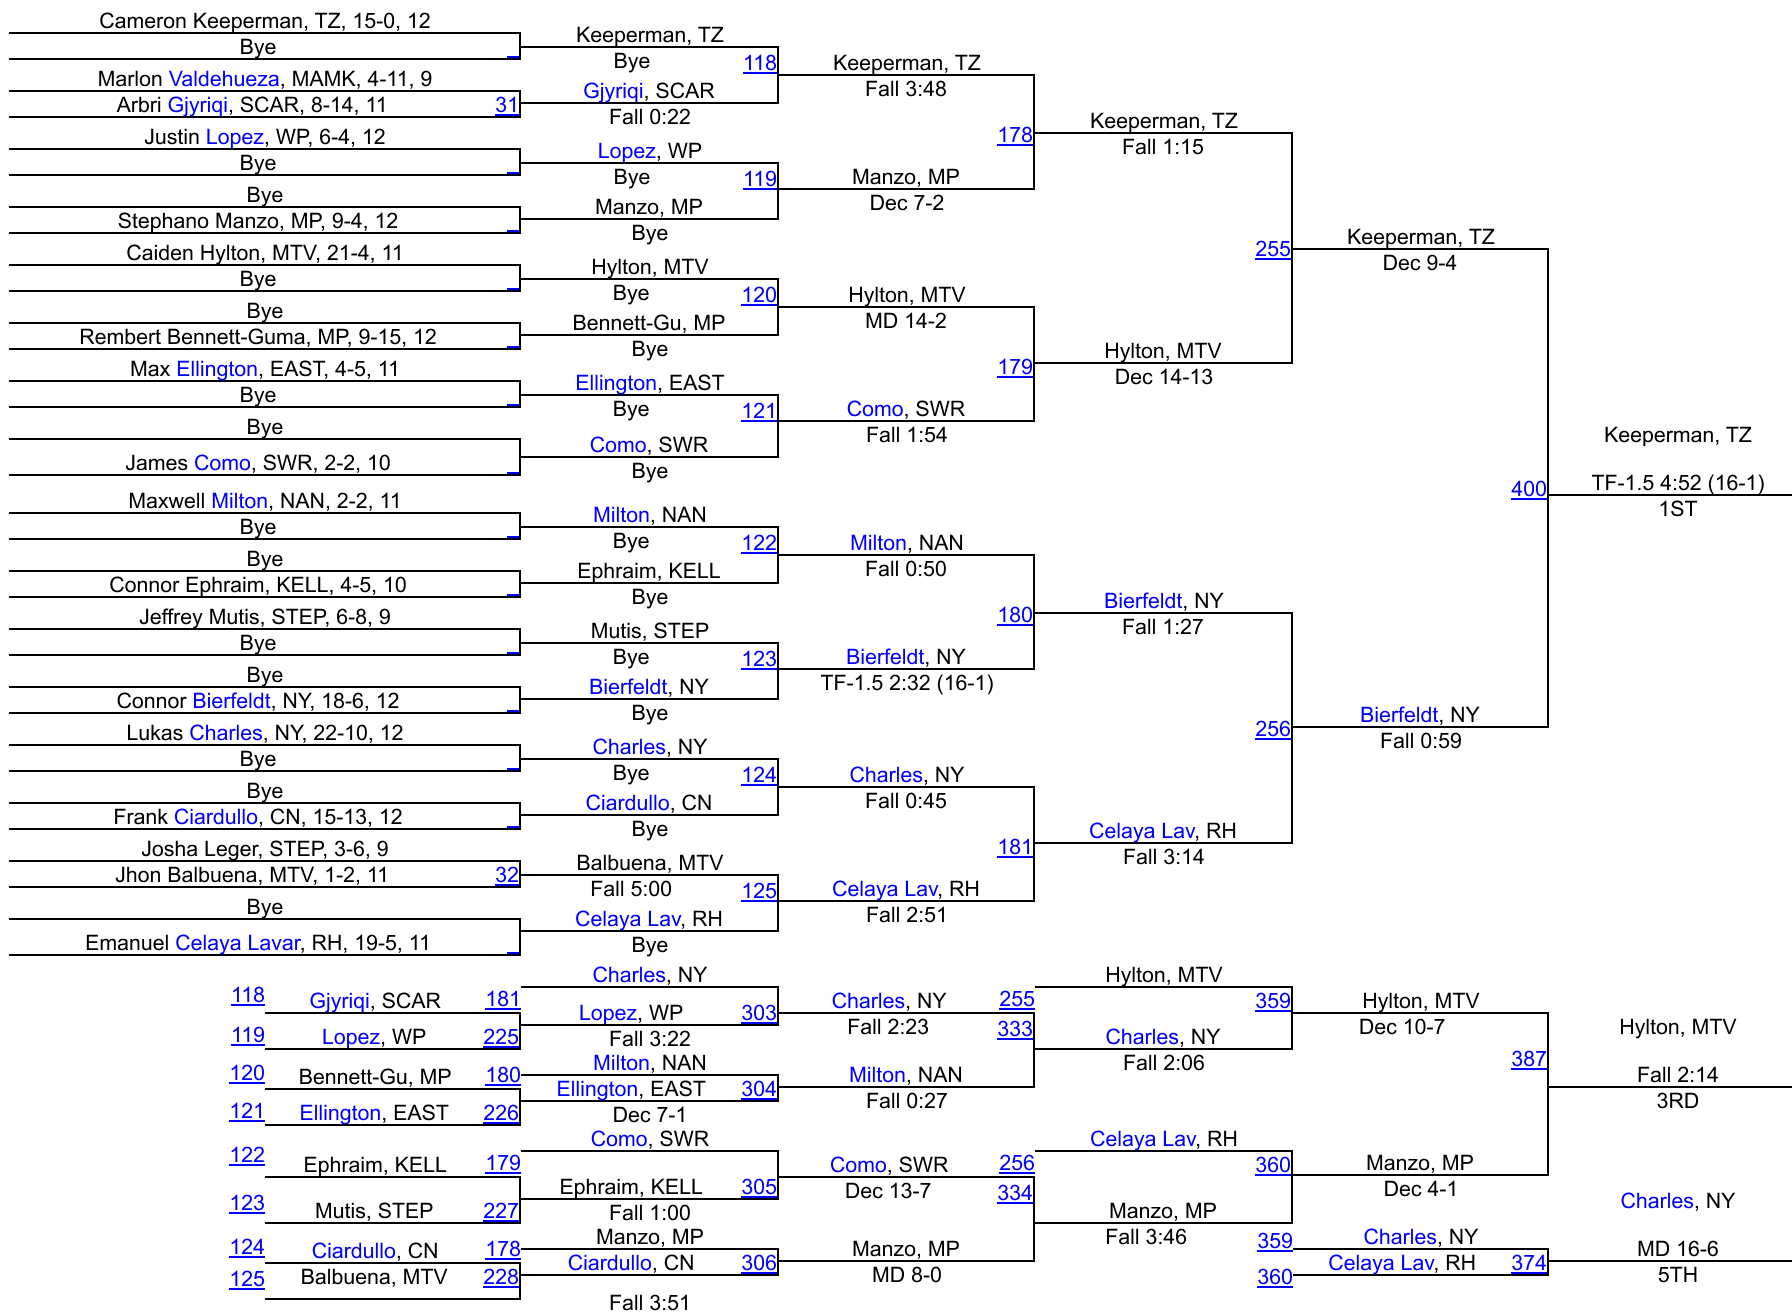 Cameron Keeperman, TZ, 15-0, 12
Bye
Marlon Valdehueza, MAMK, 4-11, 9
Arbri Gjyriqi, SCAR, 8-14, 11
31
Justin Lopez, WP, 6-4, 12
Bye
Bye
Stephano Manzo, MP, 9-4, 12
Caiden Hylton, MTV, 21-4, 11
Bye
Bye
Rembert Bennett-Guma, MP, 9-15, 12
Max Ellington, EAST, 4-5, 11
Bye
Bye
James Como, SWR, 2-2, 10
Maxwell Milton, NAN, 2-2, 11
Bye
Bye
Connor Ephraim, KELL, 4-5, 10
Jeffrey Mutis, STEP, 6-8, 9
Bye
Bye
Connor Bierfeldt, NY, 18-6, 12
Lukas Charles, NY, 22-10, 12
Bye
Bye
Frank Ciardullo, CN, 15-13, 12
Josha Leger, STEP, 3-6, 9
Jhon Balbuena, MTV, 1-2, 11
32
Bye
Emanuel Celaya Lavar, RH, 19-5, 11
Keeperman, TZ
Bye
118
Gjyriqi, SCAR
Fall 0:22
Lopez, WP
Bye
119
Manzo, MP
Bye
Hylton, MTV
Bye
120
Bennett-Gu, MP
Bye
Ellington, EAST
Bye
121
Como, SWR
Bye
Milton, NAN
Bye
122
Ephraim, KELL
Bye
Mutis, STEP
Bye
123
Bierfeldt, NY
Bye
Charles, NY
Bye
124
Ciardullo, CN
Bye
Balbuena, MTV
Fall 5:00
125
Celaya Lav, RH
Bye
Keeperman, TZ
Fall 3:48
178
Manzo, MP
Dec 7-2
Hylton, MTV
MD 14-2
179
Como, SWR
Fall 1:54
Milton, NAN
Fall 0:50
180
Bierfeldt, NY
TF-1.5 2:32 (16-1)
Charles, NY
Fall 0:45
181
Celaya Lav, RH
Fall 2:51
Keeperman, TZ
Fall 1:15
255
Hylton, MTV
Dec 14-13
Bierfeldt, NY
Fall 1:27
256
Celaya Lav, RH
Fall 3:14
Keeperman, TZ
Dec 9-4
400
Bierfeldt, NY
Fall 0:59
Keeperman, TZ
TF-1.5 4:52 (16-1)
1ST
118
Gjyriqi, SCAR
181
119
Lopez, WP
225
120
Bennett-Gu, MP
180
121
Ellington, EAST
226
122
Ephraim, KELL
179
123
Mutis, STEP
227
124
Ciardullo, CN
178
125
Balbuena, MTV
228
Charles, NY
Lopez, WP
303
Fall 3:22
Milton, NAN
Ellington, EAST
304
Dec 7-1
Como, SWR
Ephraim, KELL
305
Fall 1:00
Manzo, MP
Ciardullo, CN
306
Fall 3:51
Charles, NY
255
Fall 2:23
333
Milton, NAN
Fall 0:27
Como, SWR
256
Dec 13-7
334
Manzo, MP
MD 8-0
Hylton, MTV
359
Charles, NY
Fall 2:06
Celaya Lav, RH
360
Manzo, MP
Fall 3:46
Hylton, MTV
Dec 10-7
387
Manzo, MP
Dec 4-1
Hylton, MTV
Fall 2:14
3RD
359
Charles, NY
360
Celaya Lav, RH
374
Charles, NY
MD 16-6
5TH